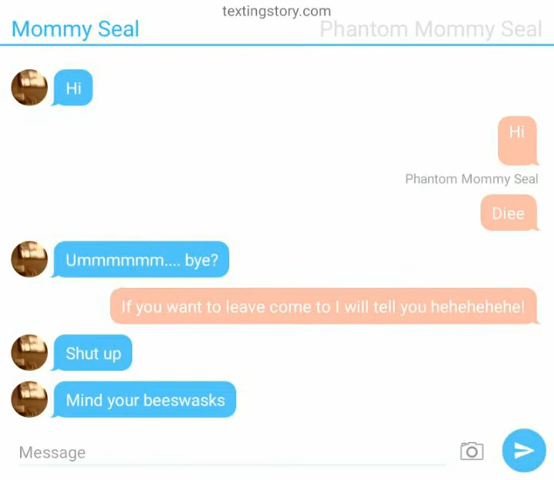 textingstory.com
Mommy Seal
Phantom Mommy Seal
Hi
Hi
Phantom Mommy Seal
Diee
Ummmmmm.... bye?
If you want to leave come to I will tell you hehehehehe!
Shut up
Mind your beeswasks
Message